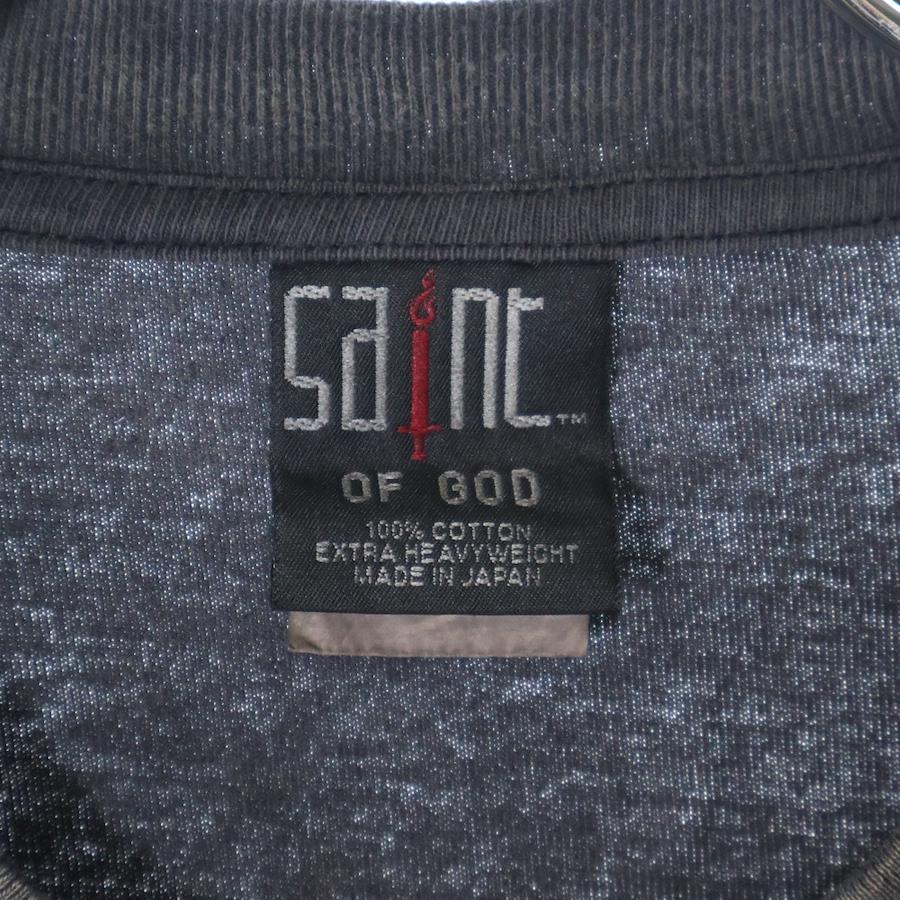 Saint™
OF GOD
100% COTTON
EXTRA HEAVYWEIGHT
MADE IN JAPAN